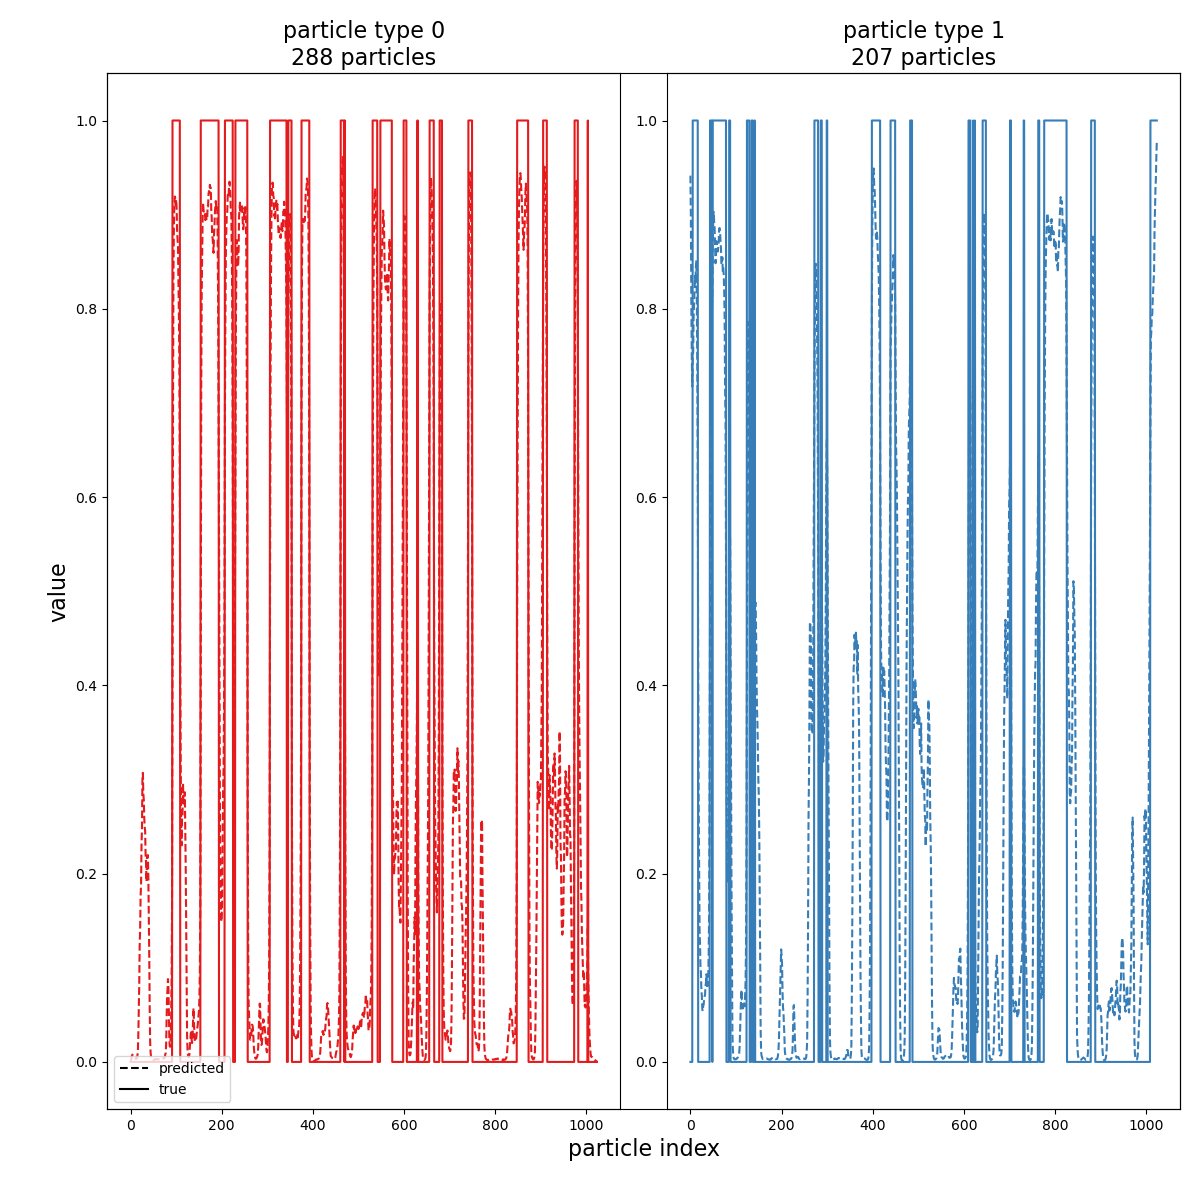 particle type 0
288 particles
particle type 1
207 particles
value
1.0
0.8
0.6
0.4
0.2
0.0
1.0
0.8
0.6
0.4
0.2
0.0
predicted
true
0 200 400 600 800 1000
0 200 400 600 800 1000
particle index